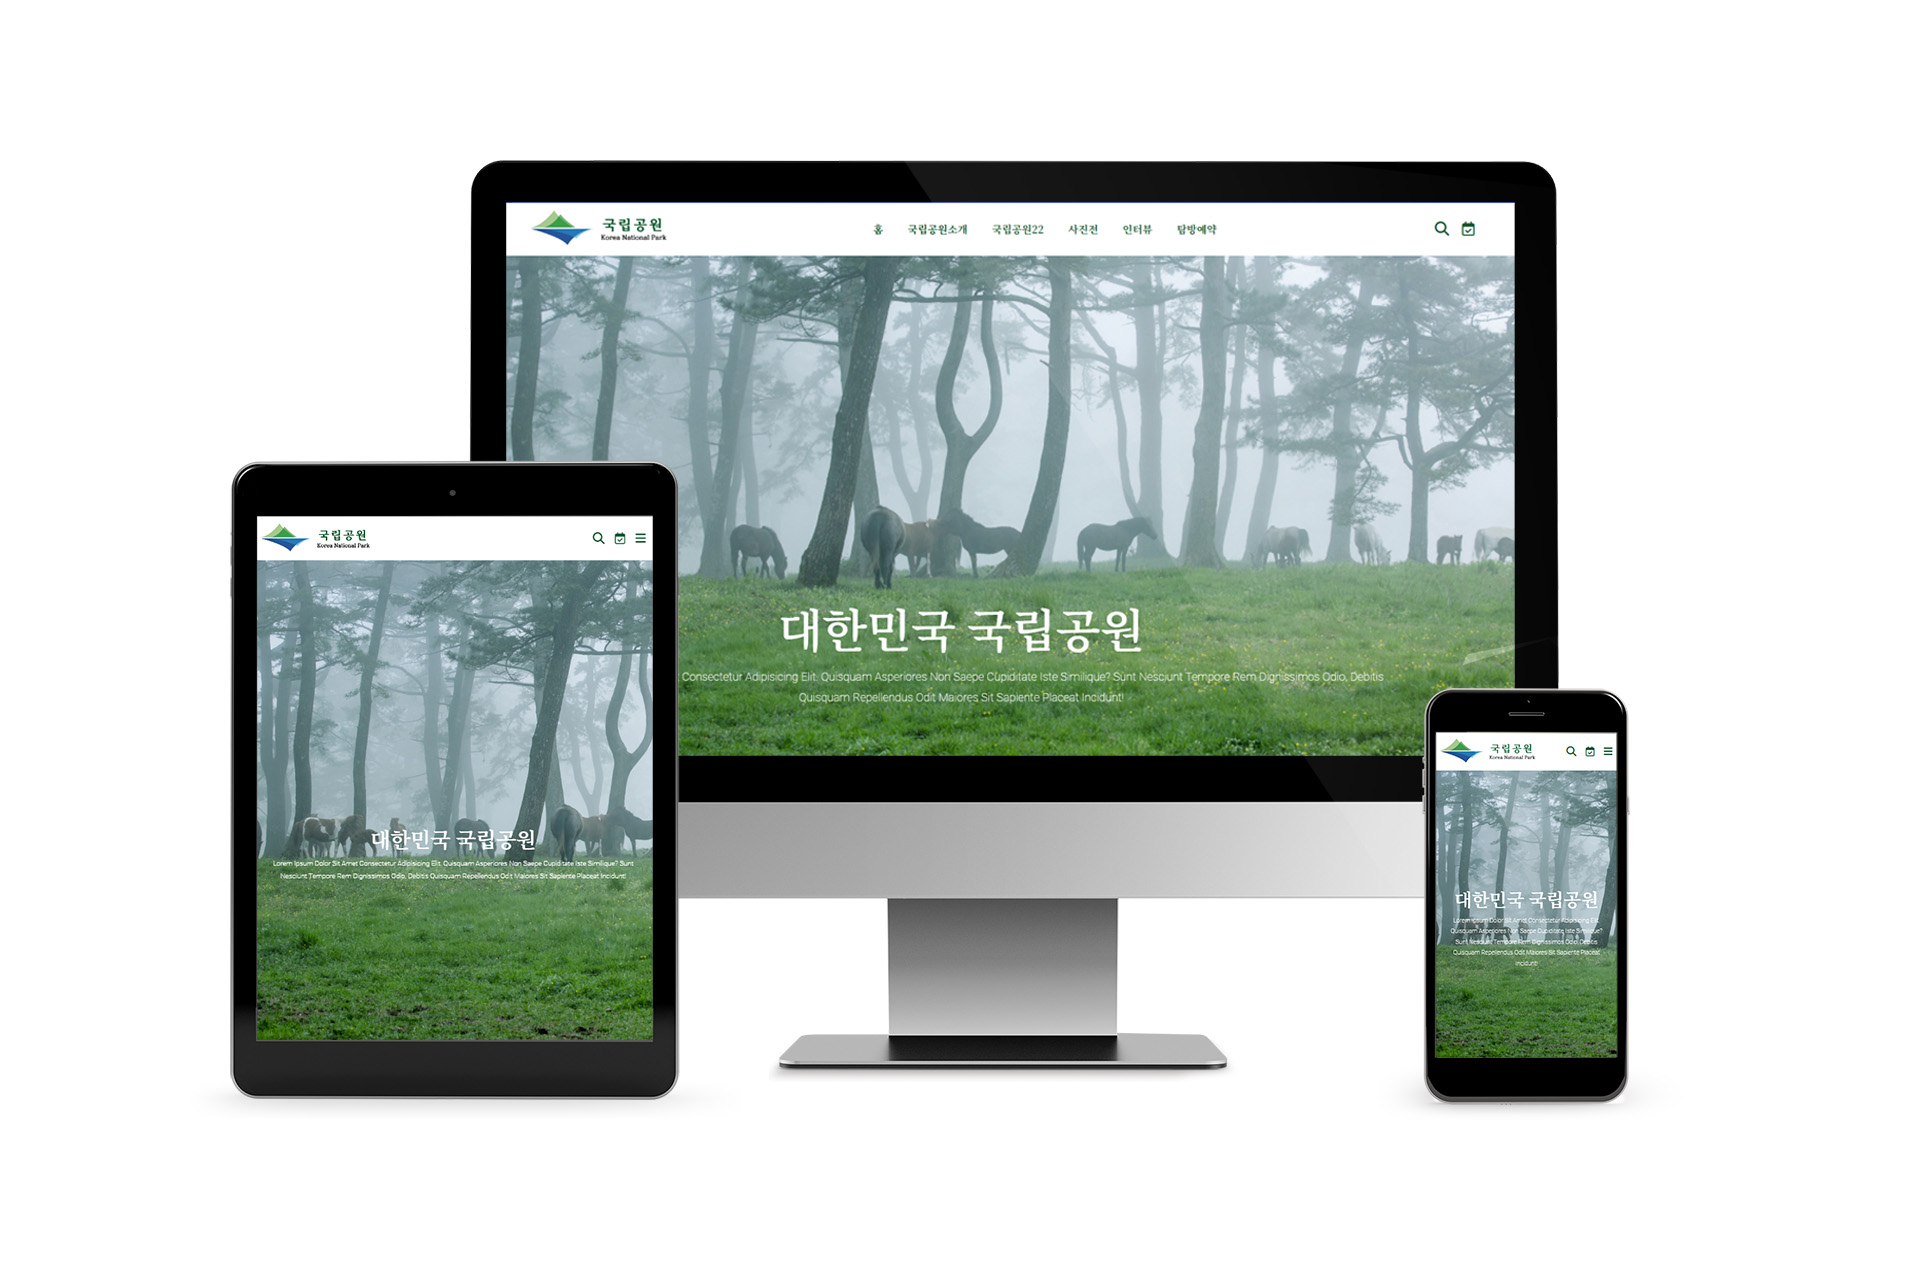 국립공원
Korea National Park
홈 국립공원소개 국립공원22 사진전 인터뷰 탐방예약
대한민국 국립공원
Consectetur Adipisicing Elit. Quisquam Asperiores Non Saepe Cupiditate Iste Similique? Sunt Nesciunt Tempore Rem Dignissimos Odio, Debitis
Quisquam Repellendus Odit Maiores Sit Sapiente Placeat Incidunt!
국립공원
Korea National Park
대한민국 국립공원
Lorem Ipsum Dolor Sit Amet Consectetur Adipisicing Elit. Quisquam Asperiores Non Saepe Cupiditate Iste Similique? Sunt
Nesciunt Tempore Rem Dignissimos Odio, Debitis Quisquam Repellendus Odit Maiores Sit Sapiente Placeat Incidunt!
국립공원
Korea National Park
대한민국 국립공원
Lorem Ipsum Dolor Sit Amet Consectetur Adipisicing Elit.
Quisquam Asperiores Non Saepe Cupiditate Iste Similique?
Sunt Nesciunt Tempore Rem Dignissimos Odio, Debitis
Quisquam Repellendus Odit Maiores Sit Sapiente Placeat
Incidunt!